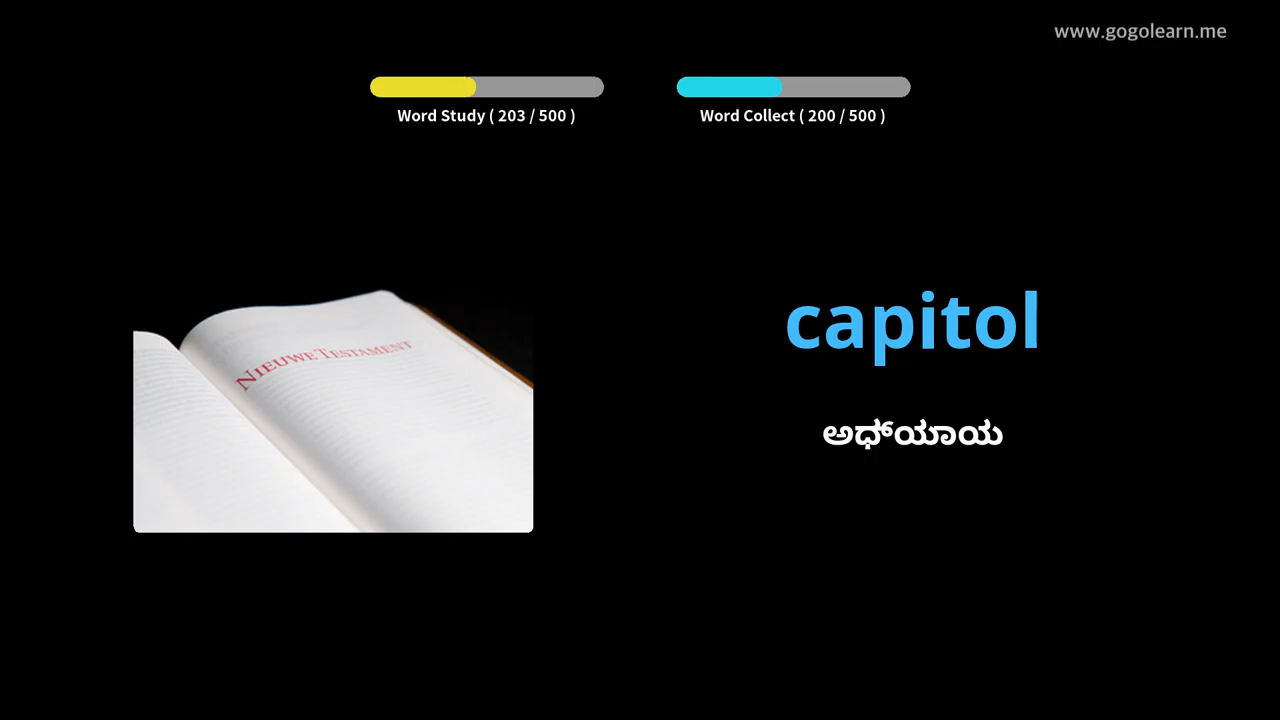 www.gogolearn.me
Word Study ( 203 / 500 )
Word Collect ( 200 / 500 )
NIEUWE TESTAMENT
capitol
ಅಧ್ಯಾಯ